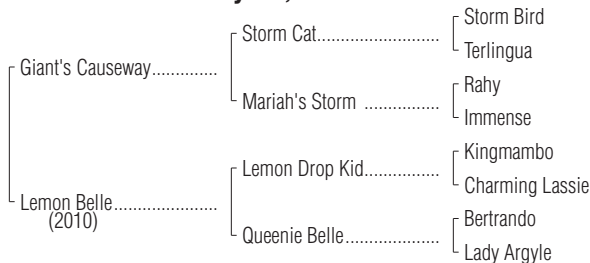 Storm Bird
Storm Cat
Terlingua
Giant's Causeway
Rahy
Mariah's Storm
Immense
Kingmambo
Lemon Drop Kid
Charming Lassie
Lemon Belle
(2010)
Bertrando
Queenie Belle
Lady Argyle